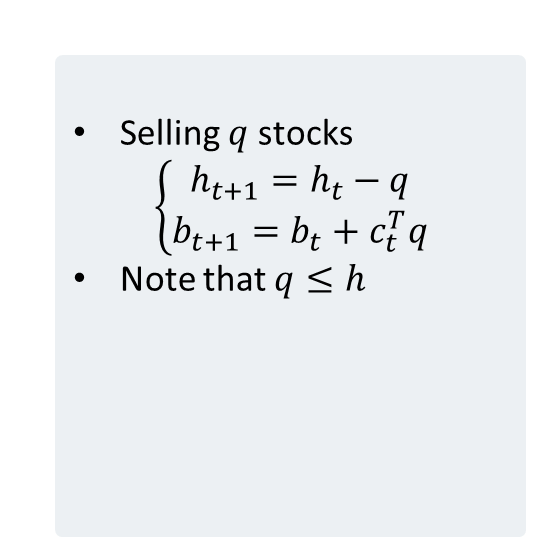 • Selling 𝑞 stocks
{ ℎ_{𝑡+1} = ℎ_𝑡 − 𝑞
𝑏_{𝑡+1} = 𝑏_𝑡 + 𝑐_𝑡^𝑇 𝑞
• Note that 𝑞 ≤ ℎ